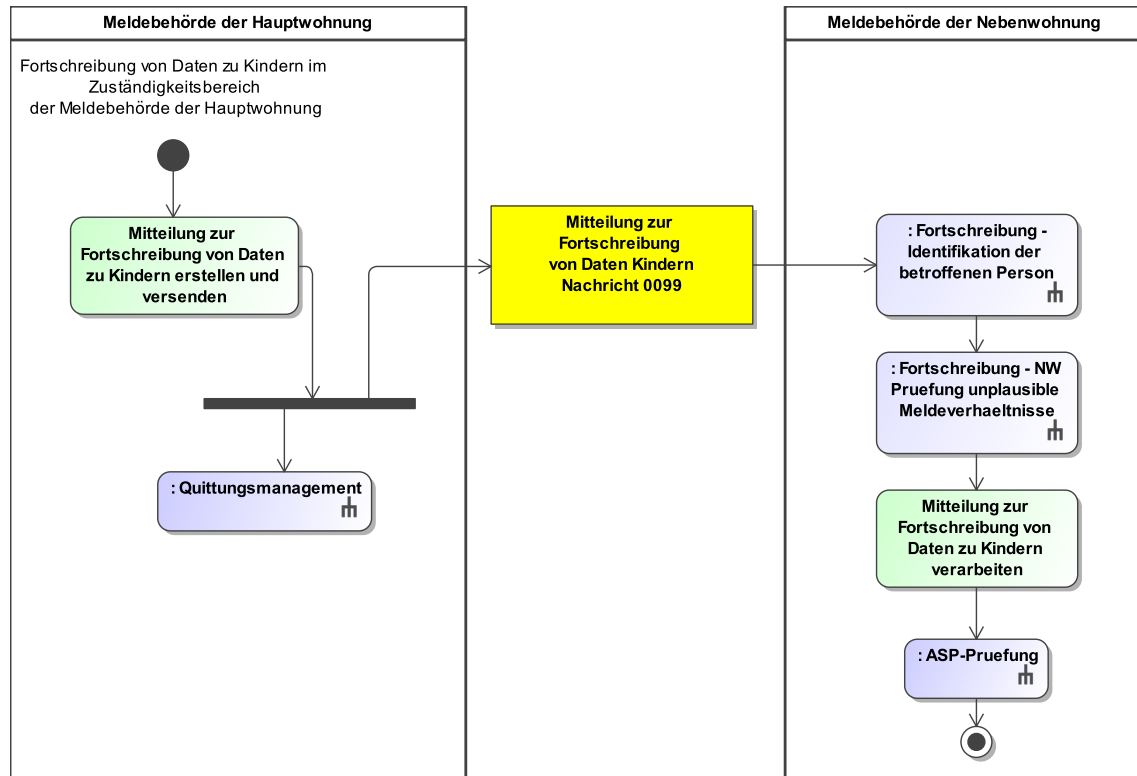 Meldebehörde der Hauptwohnung
Meldebehörde der Nebenwohnung
Fortschreibung von Daten zu Kindern im
Zuständigkeitsbereich
der Meldebehörde der Hauptwohnung
Mitteilung zur
Fortschreibung von Daten
zu Kindern erstellen und
versenden
: Quittungsmanagement
Mitteilung zur
Fortschreibung
von Daten Kindern
Nachricht 0099
: Fortschreibung -
Identifikation der
betroffenen Person
: Fortschreibung - NW
Pruefung unplausible
Meldeverhaeltnisse
Mitteilung zur
Fortschreibung von
Daten zu Kindern
verarbeiten
: ASP-Pruefung